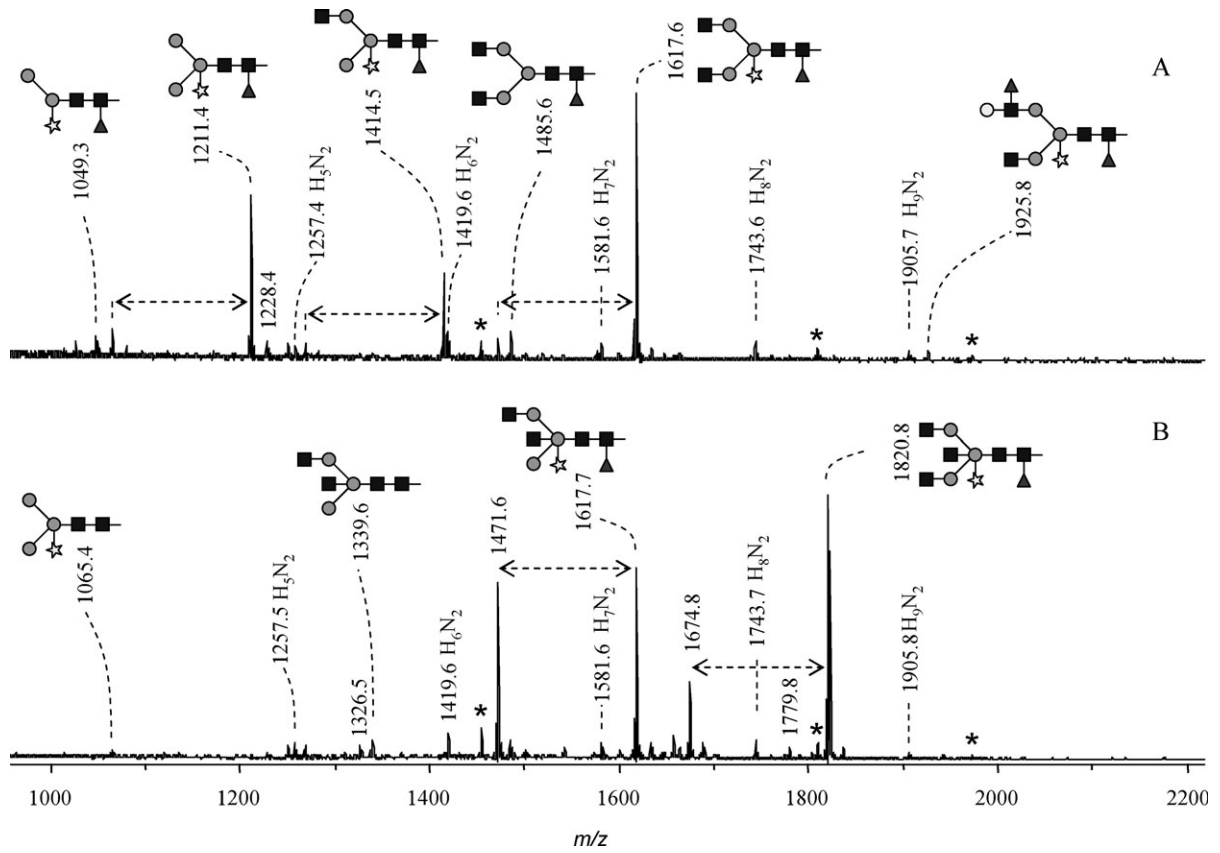 A
1049.3
1211.4
1228.4
1257.4 H5N2
1414.5
1419.6 H6N2
*
1485.6
1581.6 H7N2
1617.6
1743.6 H8N2
*
1905.7 H9N2
1925.8
*
B
1065.4
1257.5 H5N2
1326.5
1339.6
1419.6 H6N2
*
1471.6
1581.6 H7N2
1617.7
1674.8
1743.7 H8N2
1779.8
*
1820.8
1905.8H9N2
*
1000 1200 1400 1600 1800 2000 2200
m/z